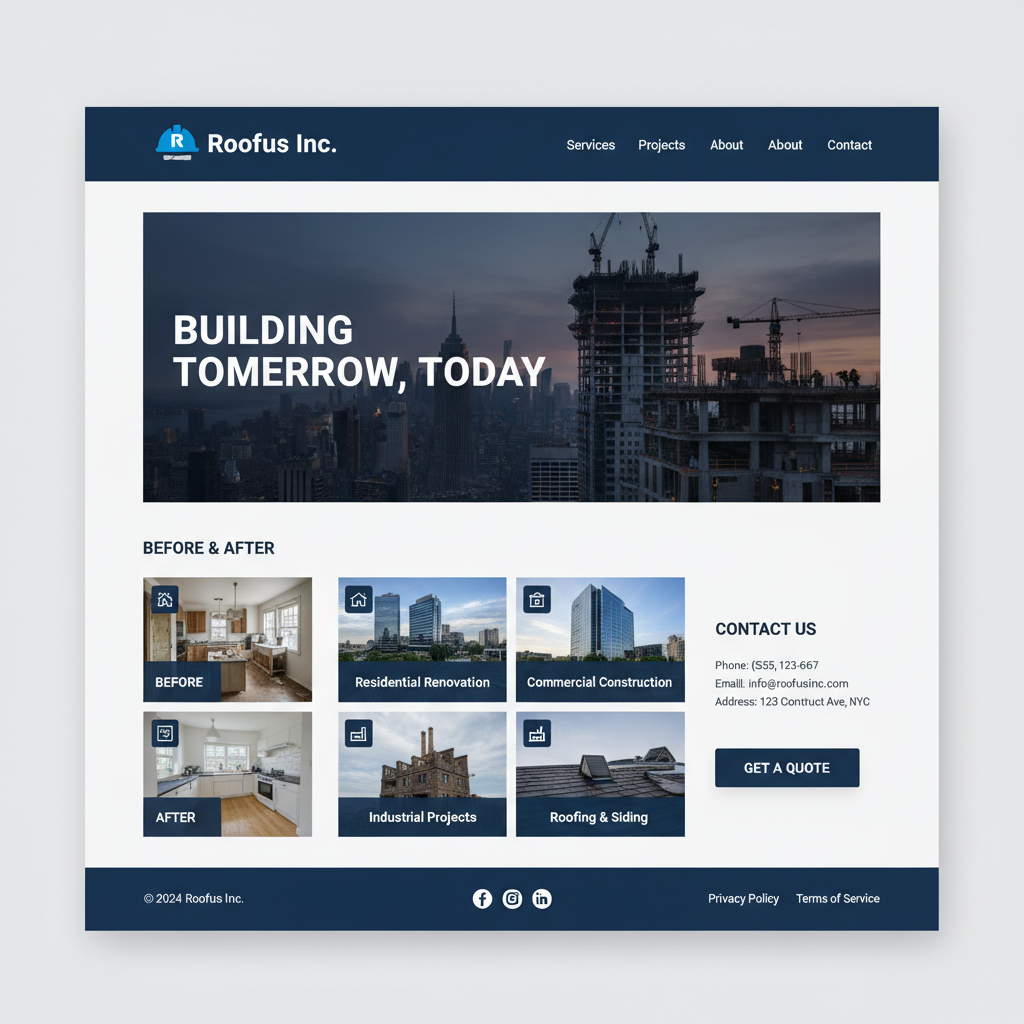 R
Roofus Inc.
Services Projects About About Contact
BUILDING
TOMERROW, TODAY
BEFORE & AFTER
BEFORE
Residential Renovation
Commercial Construction
AFTER
Industrial Projects
Roofing & Siding
CONTACT US
Phone: (S55, 123-667
Emaill: info@roofusinc.com
Address: 123 Contruct Ave, NYC
GET A QUOTE
© 2024 Roofus Inc.
f in
Privacy Policy Terms of Service